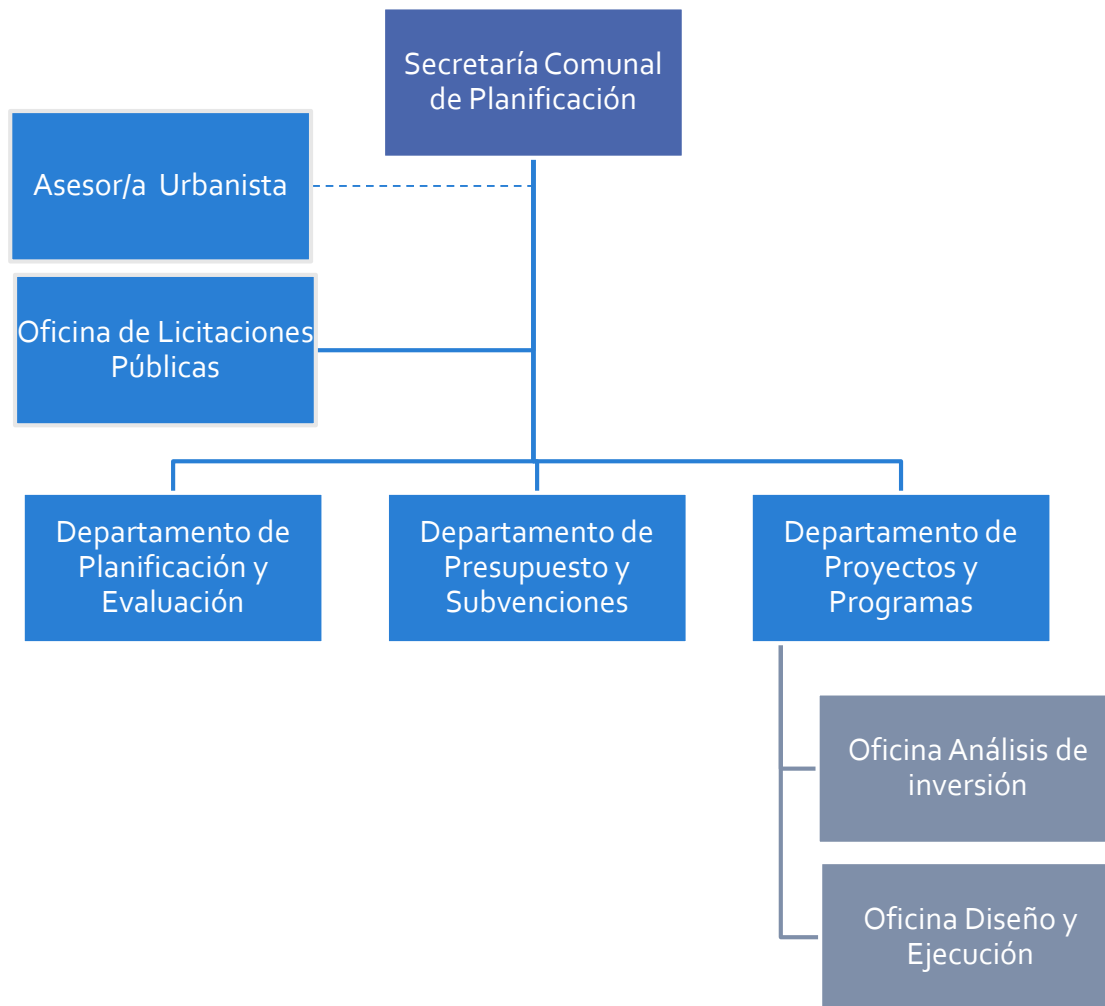 Secretaría Comunal
de Planificación
Asesor/a Urbanista
Oficina de Licitaciones
Públicas
Departamento de
Planificación y
Evaluación
Departamento de
Presupuesto y
Subvenciones
Departamento de
Proyectos y
Programas
Oficina Análisis de
inversión
Oficina Diseño y
Ejecución